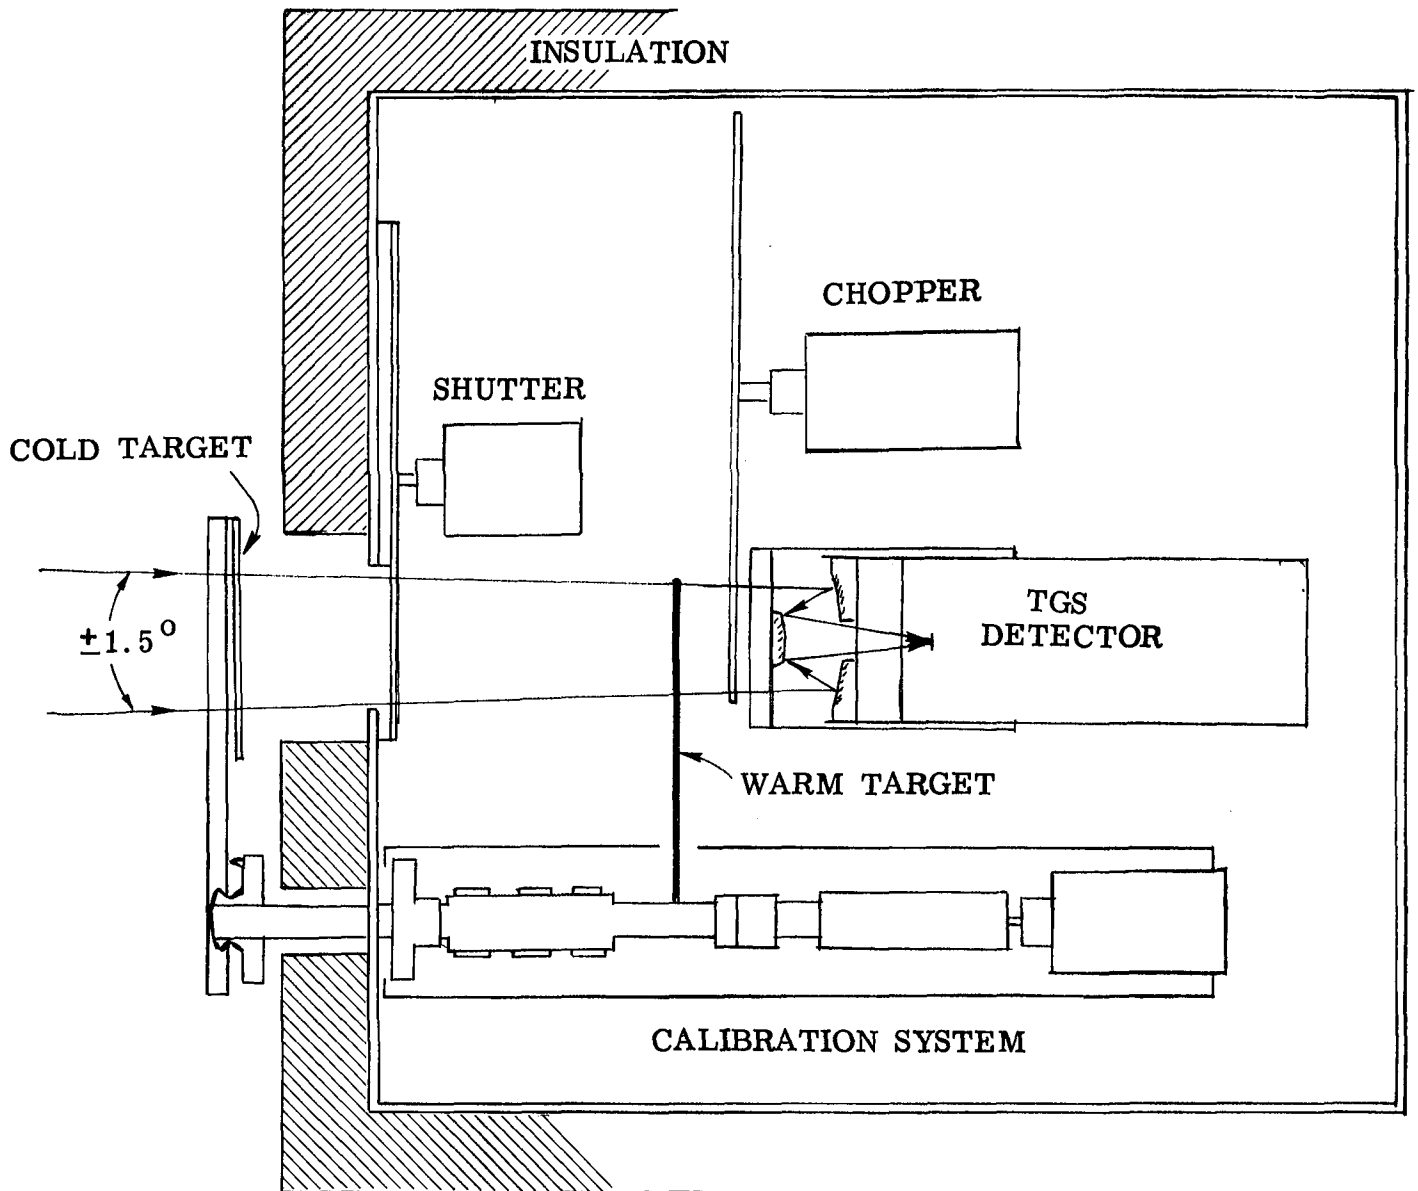 INSULATION
CHOPPER
SHUTTER
COLD TARGET
±1.5°
TGS
DETECTOR
WARM TARGET
CALIBRATION SYSTEM